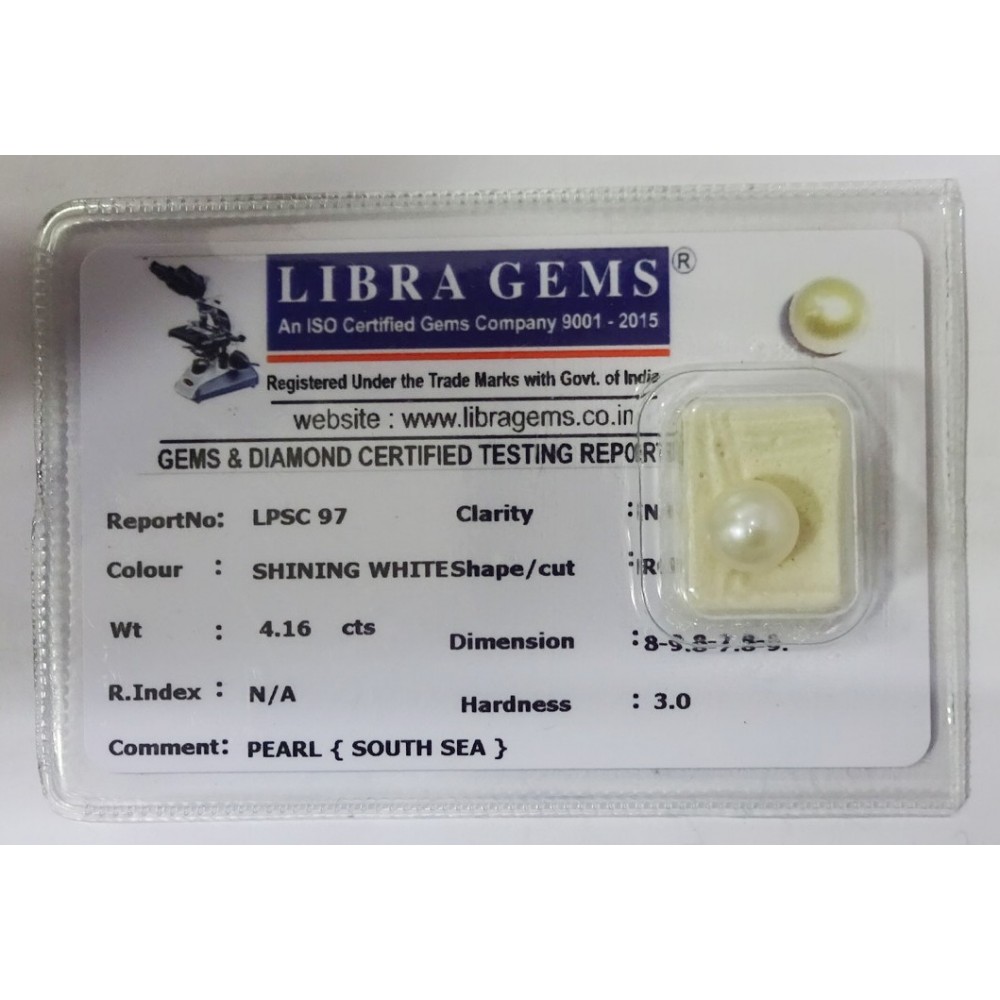 LIBRA GEMS ®
An ISO Certified Gems Company 9001 - 2015
Registered Under the Trade Marks with Govt. of India
website : www.libragems.co.in
GEMS & DIAMOND CERTIFIED TESTING REPORT
ReportNo: LPSC 97 Clarity :
Colour : SHINING WHITE Shape/cut :
Wt : 4.16 cts Dimension :
R.Index : N/A Hardness : 3.0
Comment: PEARL { SOUTH SEA }